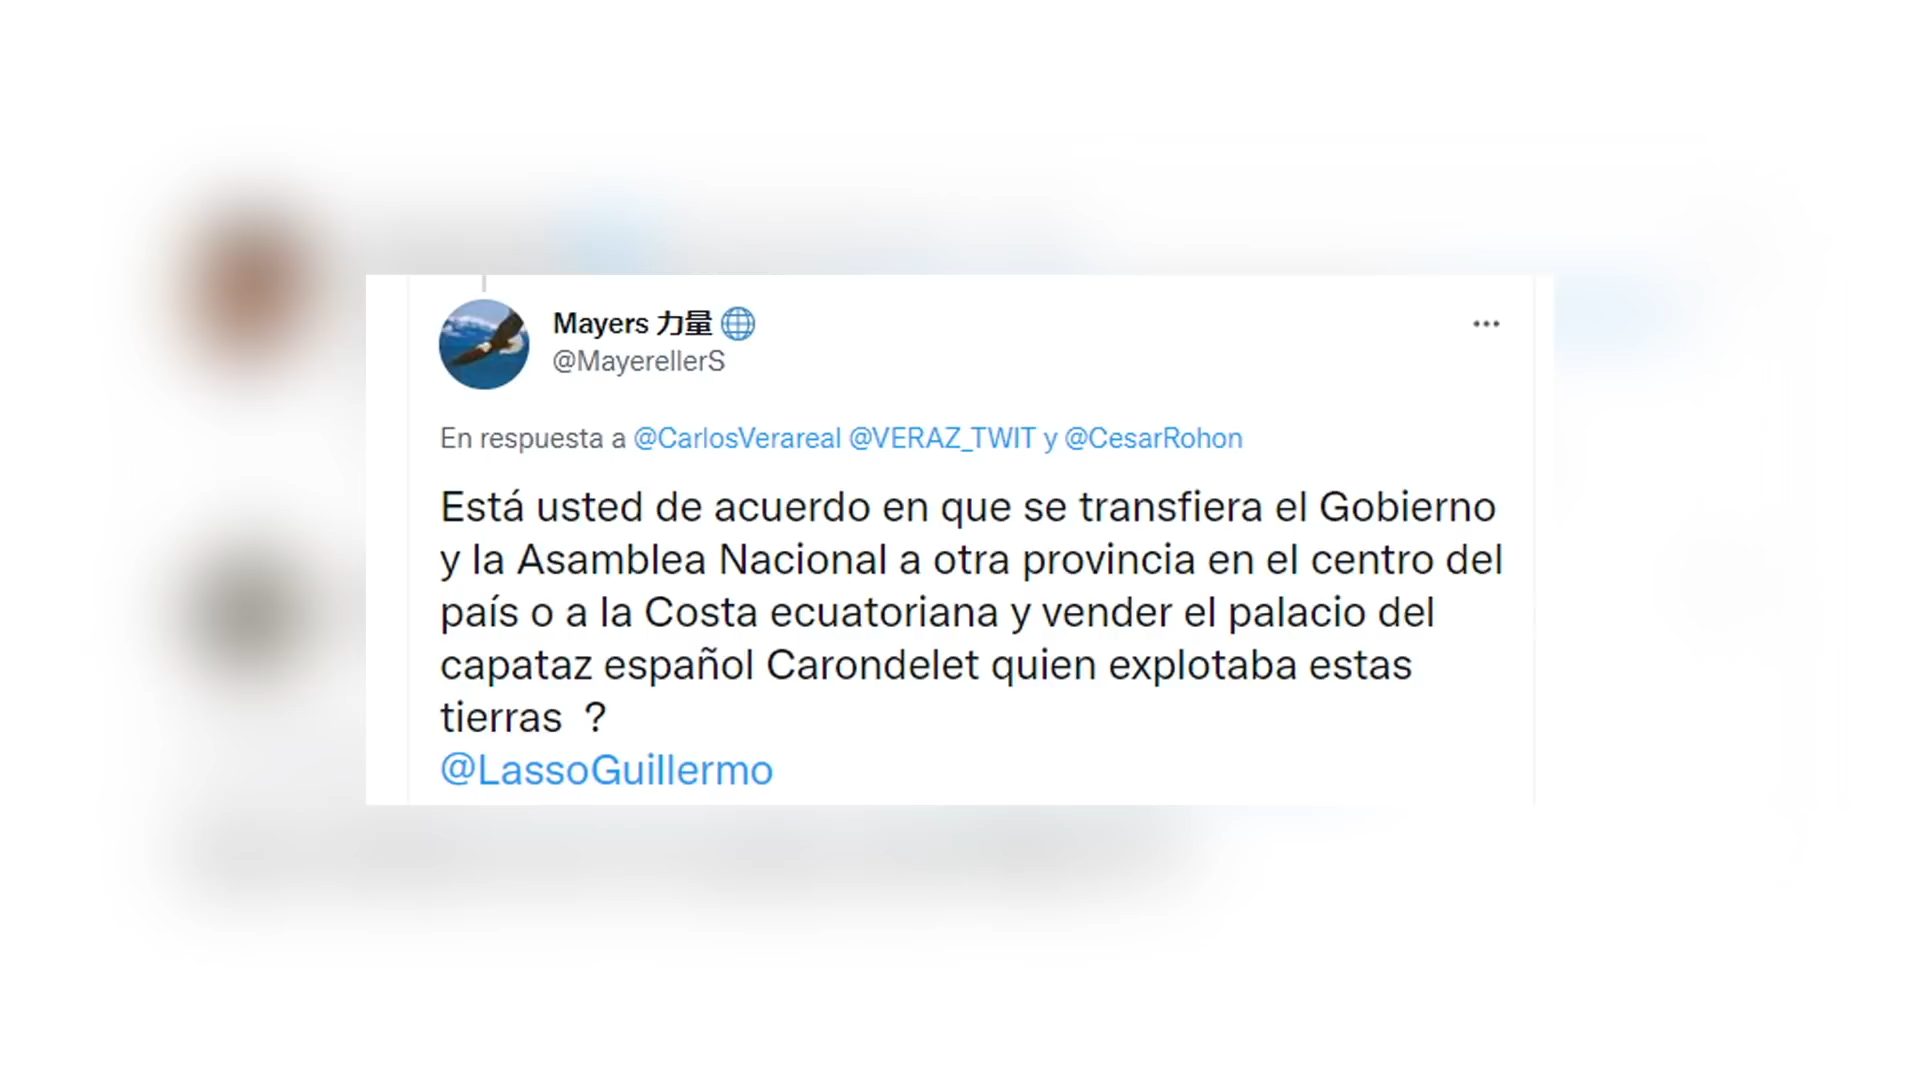 Mayers 力量
@MayerellerS
En respuesta a @CarlosVerareal @VERAZ_TWIT y @CesarRohon
Está usted de acuerdo en que se transfiera el Gobierno
y la Asamblea Nacional a otra provincia en el centro del
país o a la Costa ecuatoriana y vender el palacio del
capataz español Carondelet quien explotaba estas
tierras  ?
@LassoGuillermo